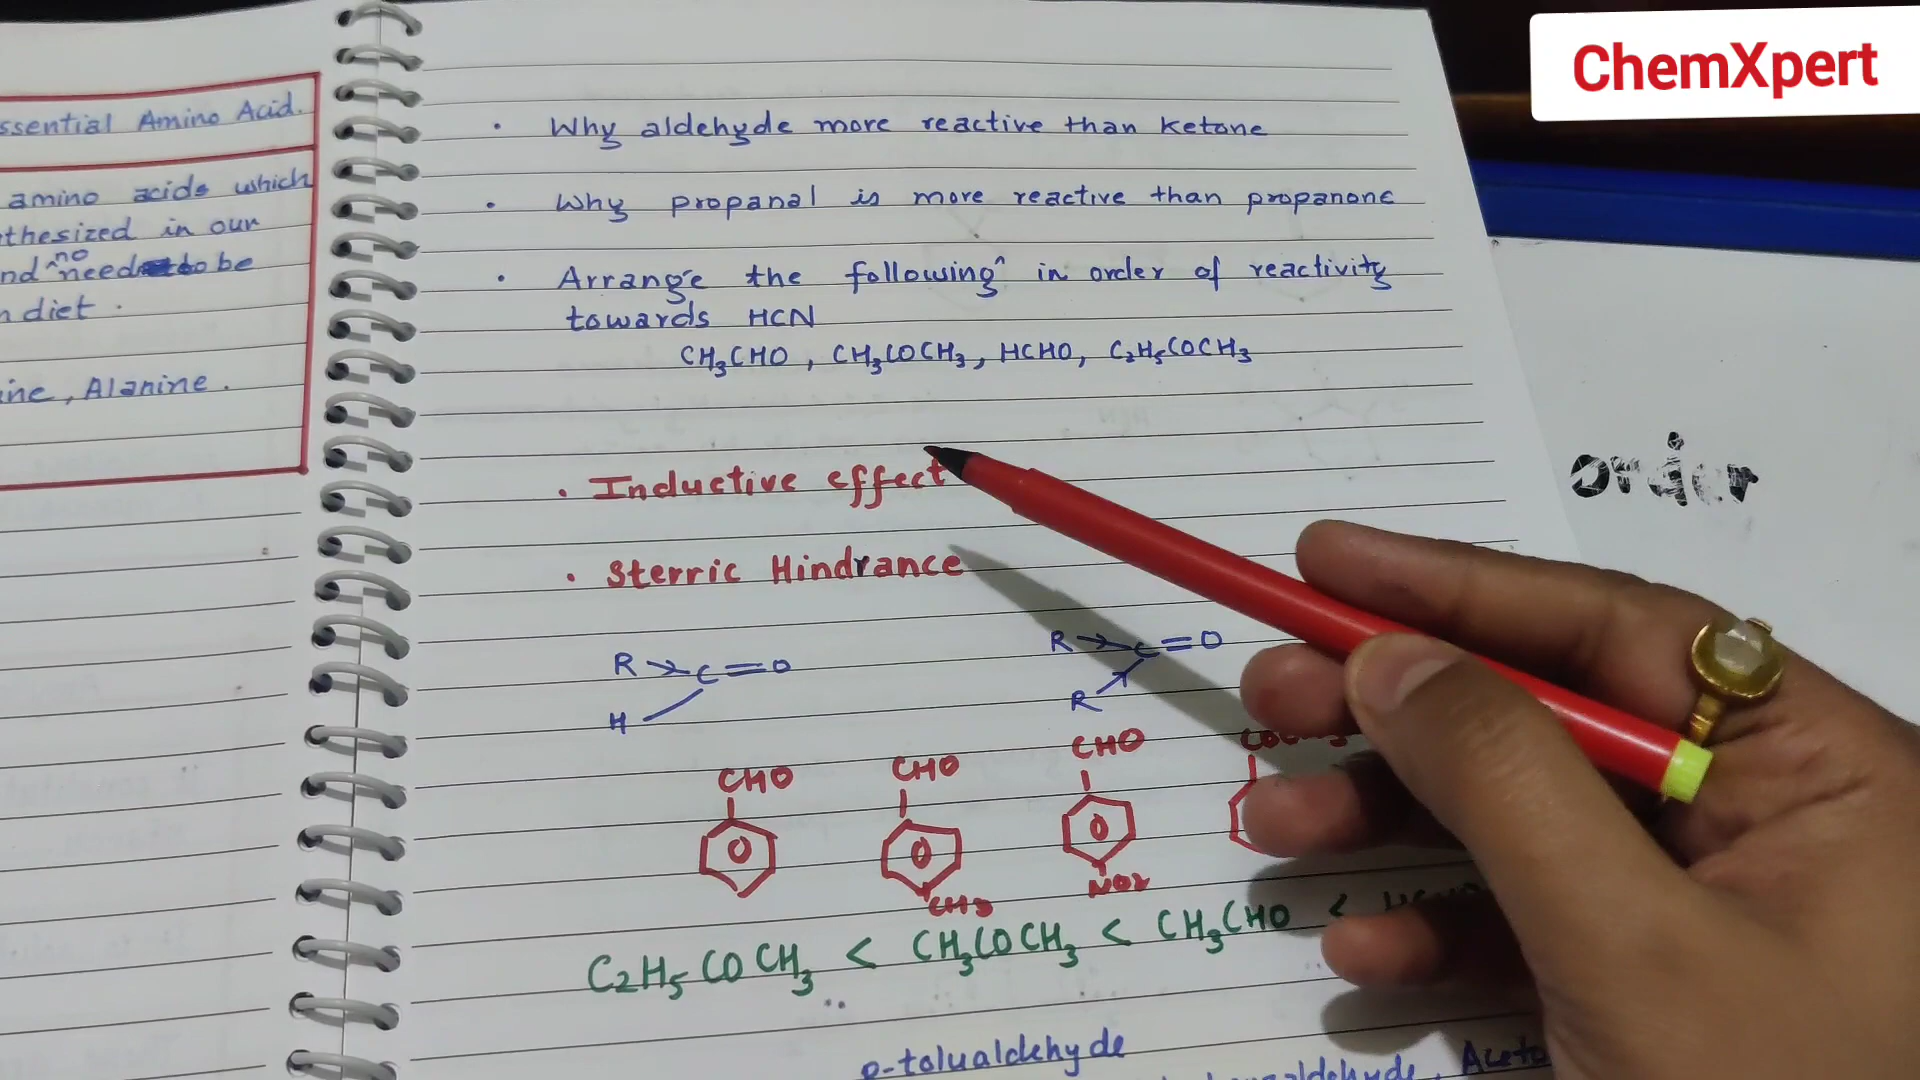 ChemXpert
ssential Amino Acid.
amino acids which
thesized in our
nd no need to be
n diet.
ine, Alanine.
• Why aldehyde more reactive than Ketone
• Why propanal is more reactive than propanone
• Arrange the following in order of reactivity
towards HCN
CH₃CHO, CH₃COCH₃, HCHO, C₂H₅COCH₃
• Inductive effect
• Sterric Hindrance
R C=O
H
R C=O
R
CHO CHO CHO
CH3 NO2
C₂H₅COCH₃ < CH₃COCH₃ < CH₃CHO <
p-tolualdehyde
order